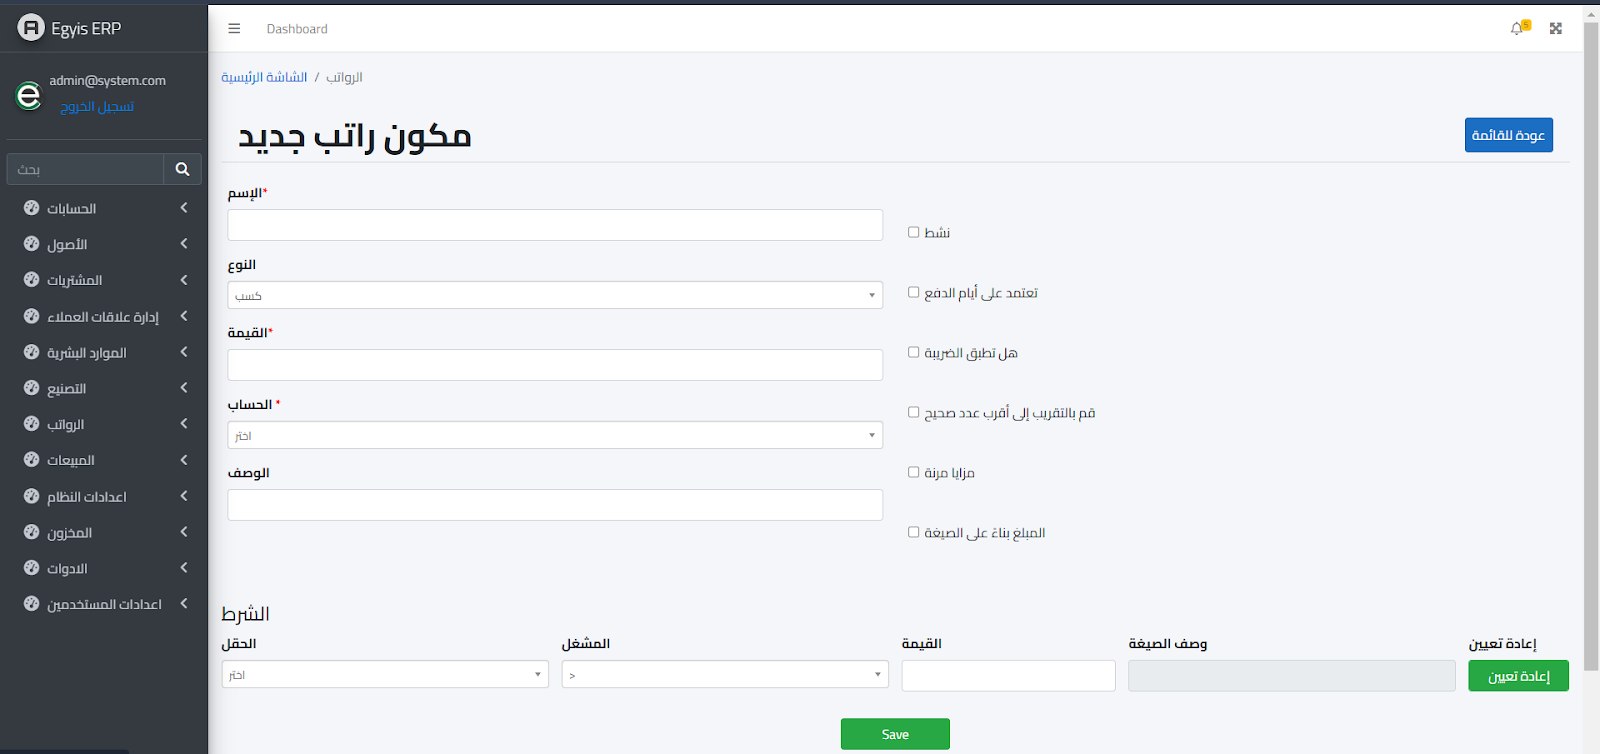 Egyis ERP
Dashboard
5
admin@system.com
تسجيل الخروج
بحث
الحسابات
الأصول
المشتريات
إدارة علاقات العملاء
الموارد البشرية
التصنيع
الرواتب
المبيعات
اعدادات النظام
المخزون
الادوات
اعدادات المستخدمين
الشاشة الرئيسية / الرواتب
مكون راتب جديد
عودة للقائمة
الإسم*
نشط
النوع
كسب
تعتمد على أيام الدفع
القيمة*
هل تطبق الضريبة
الحساب *
اختر
قم بالتقريب إلى أقرب عدد صحيح
الوصف
مزايا مرنة
المبلغ بناءً على الصيغة
الشرط
الحقل
المشغل
القيمة
وصف الصيغة
إعادة تعيين
اختر
<
إعادة تعيين
Save